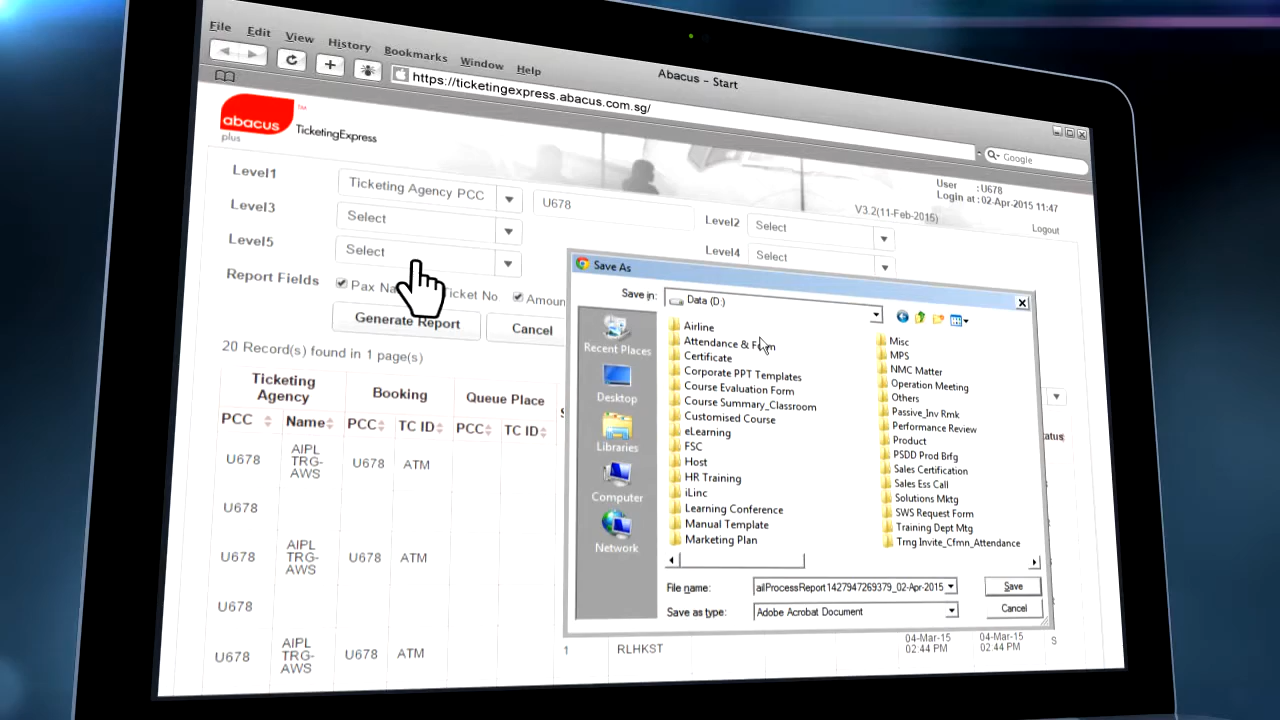 File Edit View History Bookmarks Window Help
Abacus - Start
https://ticketingexpress.abacus.com.sg/
Google
abacus TM
plus
TicketingExpress
User :U678
Login at :02-Apr-2015 11:47
V3.2(11-Feb-2015)
Logout
Level1 Ticketing Agency PCC U678 Level2 Select
Level3 Select Level4 Select
Level5 Select
Report Fields Pax Ticket No Amoun
Generate Report Cancel
20 Record(s) found in 1 page(s)
Ticketing Agency Booking Queue Place
PCC Name PCC TC ID PCC TC ID
U678 AIPL TRG-AWS U678 ATM
U678
U678 AIPL TRG-AWS U678 ATM
U678
U678 AIPL TRG-AWS U678 ATM
1 RLHKST 04-Mar-15 02:44 PM 04-Mar-15 02:44 PM S
atus
Save As
Save in: Data (D:)
Recent Places
Desktop
Libraries
Computer
Network
Airline
Attendance & Form
Certificate
Corporate PPT Templates
Course Evaluation Form
Course Summary_Classroom
Customised Course
eLearning
FSC
Host
HR Training
iLinc
Learning Conference
Manual Template
Marketing Plan
Misc
MPS
NMC Matter
Operation Meeting
Others
Passive_Inv Rmk
Performance Review
Product
PSDD Prod Brfg
Sales Certification
Sales Ess Call
Solutions Mktg
SWS Request Form
Training Dept Mtg
Trng Invite_Cfmn_Attendance
File name: ailProcessReport1427947269379_02-Apr-2015 Save
Save as type: Adobe Acrobat Document Cancel